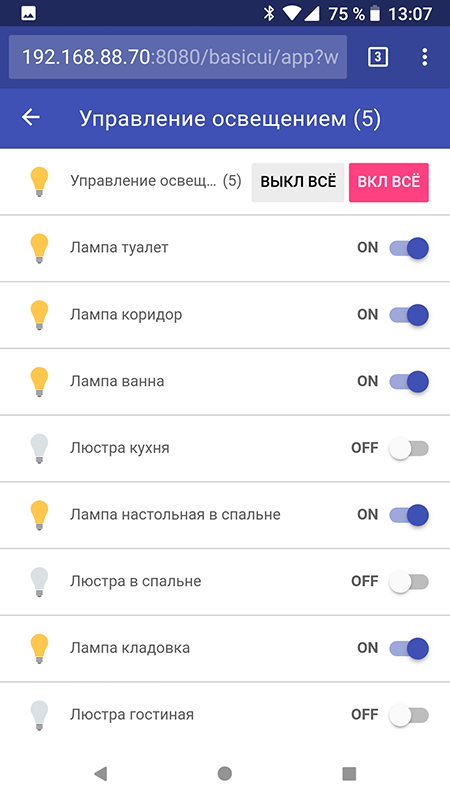 75 % 13:07
192.168.88.70:8080/basicui/app?w 3
Управление освещением (5)
Управление освещ... (5) ВЫКЛ ВСЁ ВКЛ ВСЁ
Лампа туалет ON
Лампа коридор ON
Лампа ванна ON
Люстра кухня OFF
Лампа настольная в спальне ON
Люстра в спальне OFF
Лампа кладовка ON
Люстра гостиная OFF